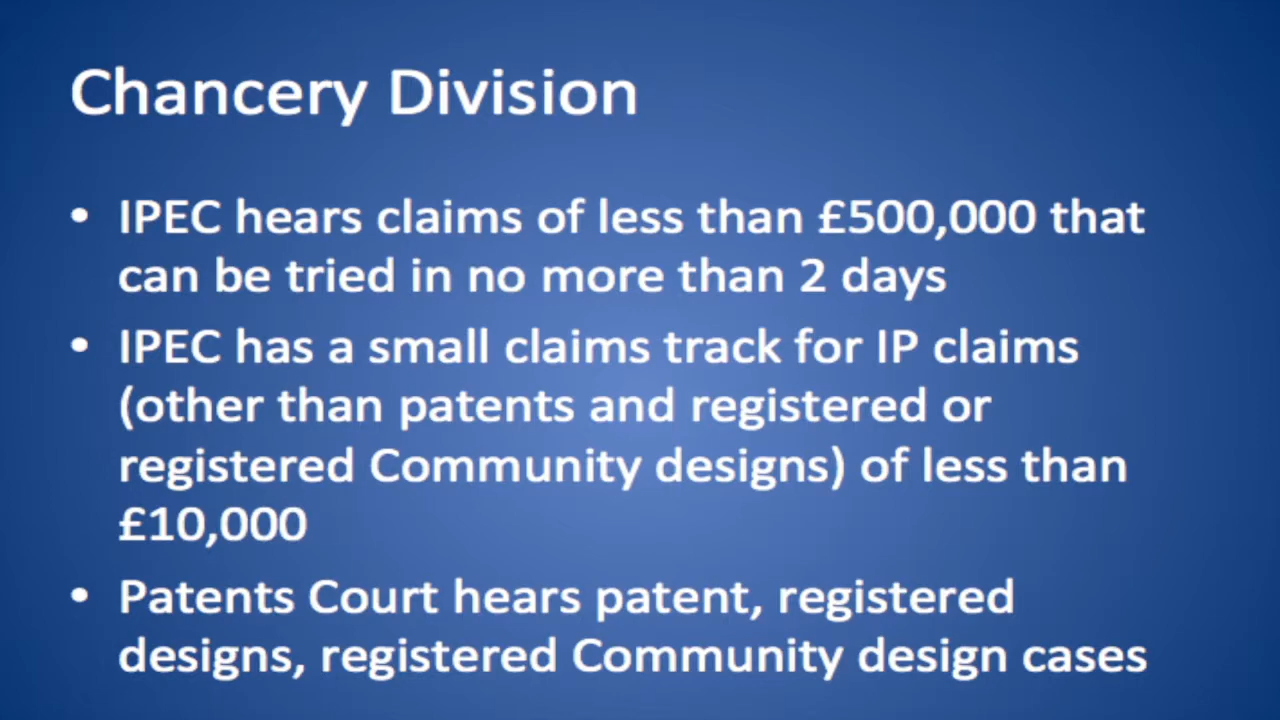 Chancery Division
• IPEC hears claims of less than £500,000 that
can be tried in no more than 2 days
• IPEC has a small claims track for IP claims
(other than patents and registered or
registered Community designs) of less than
£10,000
• Patents Court hears patent, registered
designs, registered Community design cases